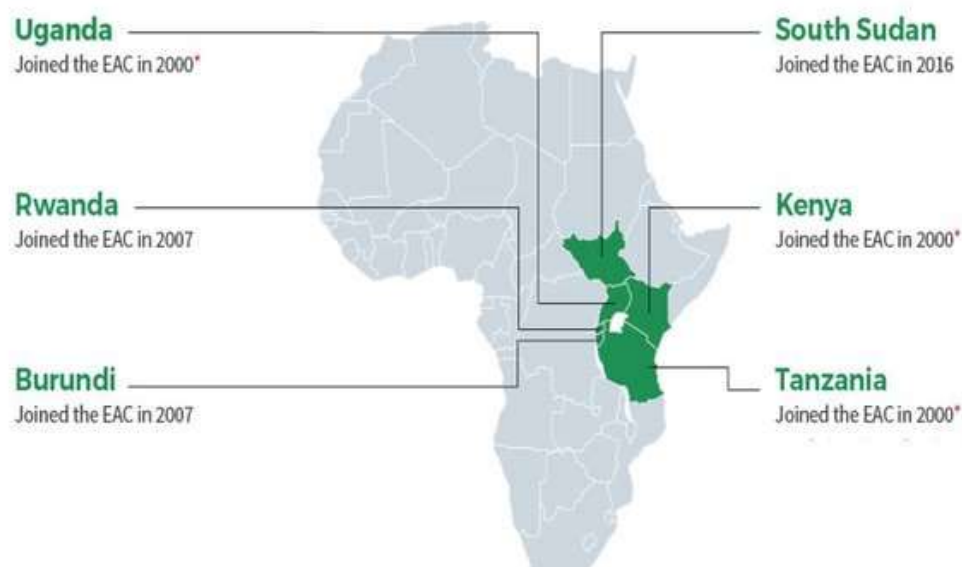 Uganda
Joined the EAC in 2000*
Rwanda
Joined the EAC in 2007
Burundi
Joined the EAC in 2007
South Sudan
Joined the EAC in 2016
Kenya
Joined the EAC in 2000*
Tanzania
Joined the EAC in 2000*